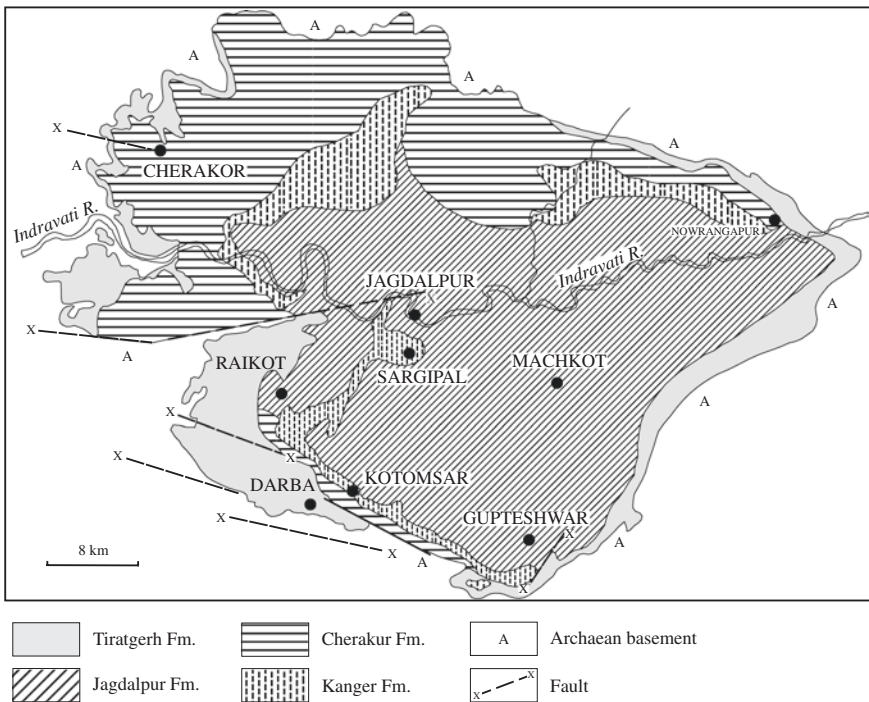 A
A
A
X
A
A
CHERAKOR
Indravati R.
NOWRANGAPUR
JAGDALPUR
Indravati R.
X
A
A
RAIKOT
SARGIPAL
MACHKOT
X
A
X
X
DARBA
KOTOMSAR
X
GUPTESHWAR
X
A
X
A
X
8 km
Tiratgerh Fm.
Cherakur Fm.
A
Archaean basement
Jagdalpur Fm.
Kanger Fm.
X
X
Fault